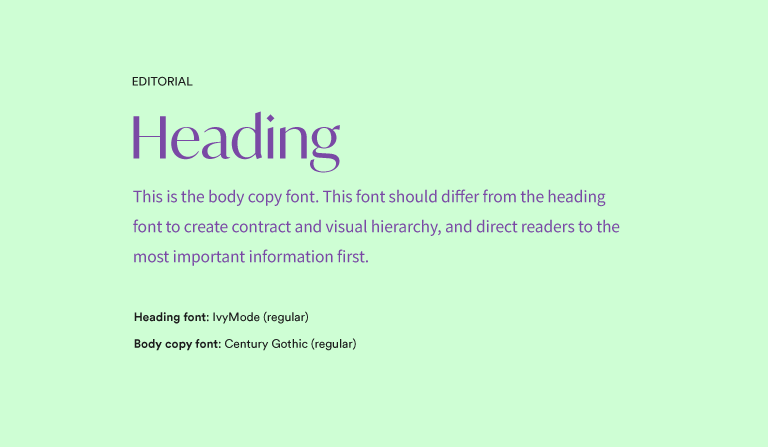 EDITORIAL
Heading
This is the body copy font. This font should differ from the heading
font to create contract and visual hierarchy, and direct readers to the
most important information first.
Heading font: IvyMode (regular)
Body copy font: Century Gothic (regular)